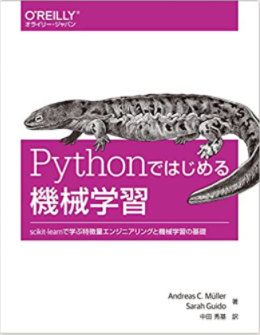 O'REILLY®
オライリー・ジャパン
Pythonではじめる
機械学習
scikit-learnで学ぶ特徴量エンジニアリングと機械学習の基礎
Andreas C. Müller
Sarah Guido 著
中田 秀基 訳